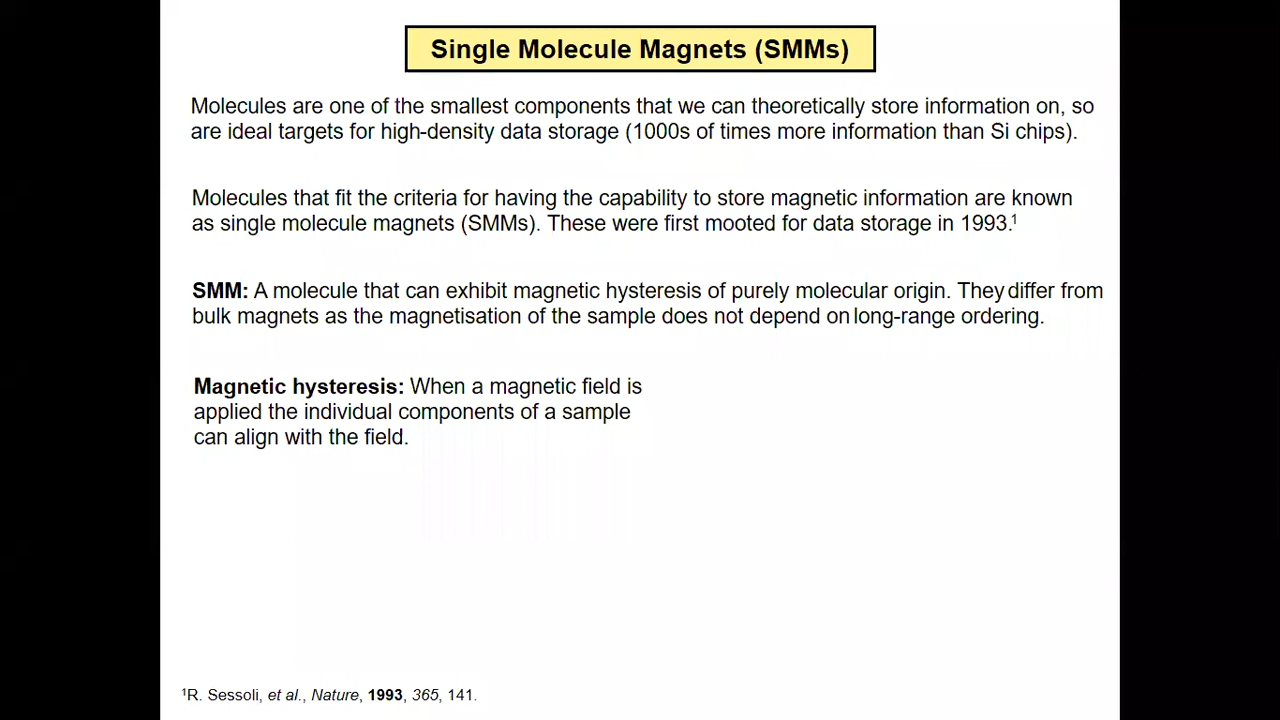 Single Molecule Magnets (SMMs)
Molecules are one of the smallest components that we can theoretically store information on, so
are ideal targets for high-density data storage (1000s of times more information than Si chips).
Molecules that fit the criteria for having the capability to store magnetic information are known
as single molecule magnets (SMMs). These were first mooted for data storage in 1993.¹
SMM: A molecule that can exhibit magnetic hysteresis of purely molecular origin. They differ from
bulk magnets as the magnetisation of the sample does not depend on long-range ordering.
Magnetic hysteresis: When a magnetic field is
applied the individual components of a sample
can align with the field.
¹R. Sessoli, et al., Nature, 1993, 365, 141.